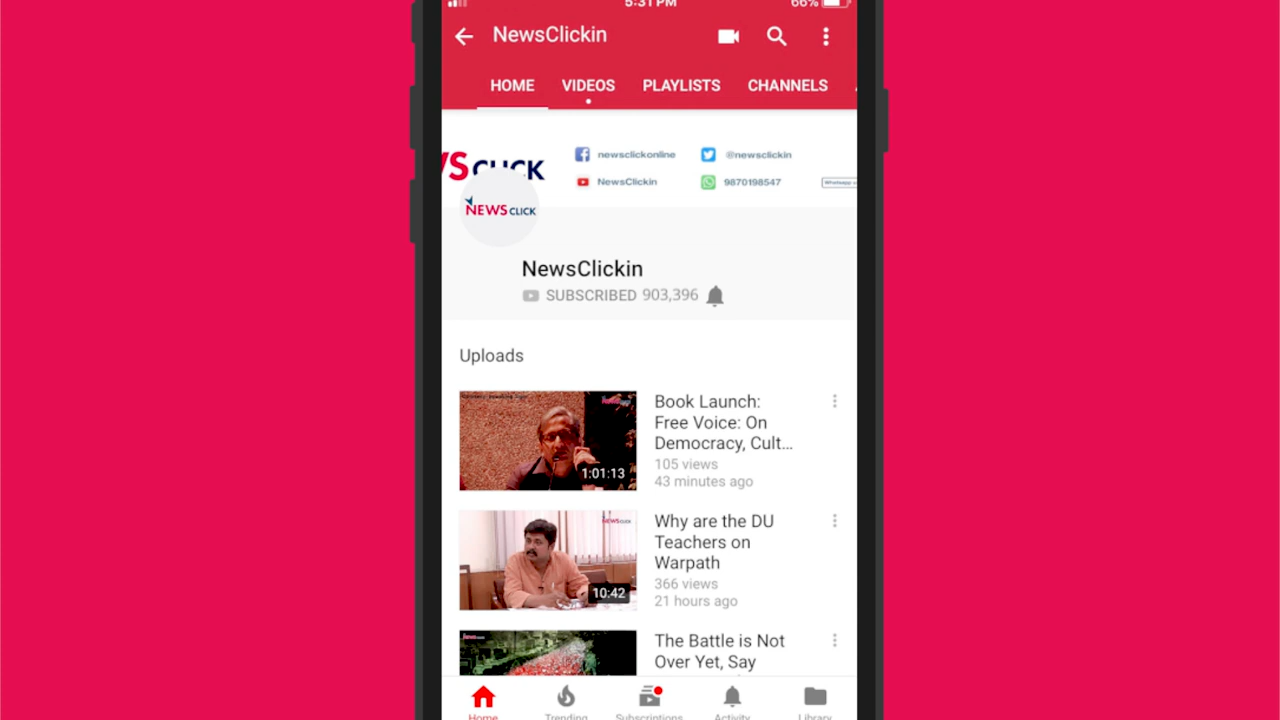 5:31 PM 66%
NewsClickin
HOME VIDEOS PLAYLISTS CHANNELS
newsclickonline @newsclickin
CLICK
NewsClickin 9870198547
NEWS CLICK
NewsClickin
SUBSCRIBED 903,396
Uploads
Book Launch:
Free Voice: On
Democracy, Cult...
1:01:13
105 views
43 minutes ago
Why are the DU
Teachers on
Warpath
NEWSCLICK
10:42
366 views
21 hours ago
The Battle is Not
Over Yet, Say
Home Trending Subscriptions Activity Library